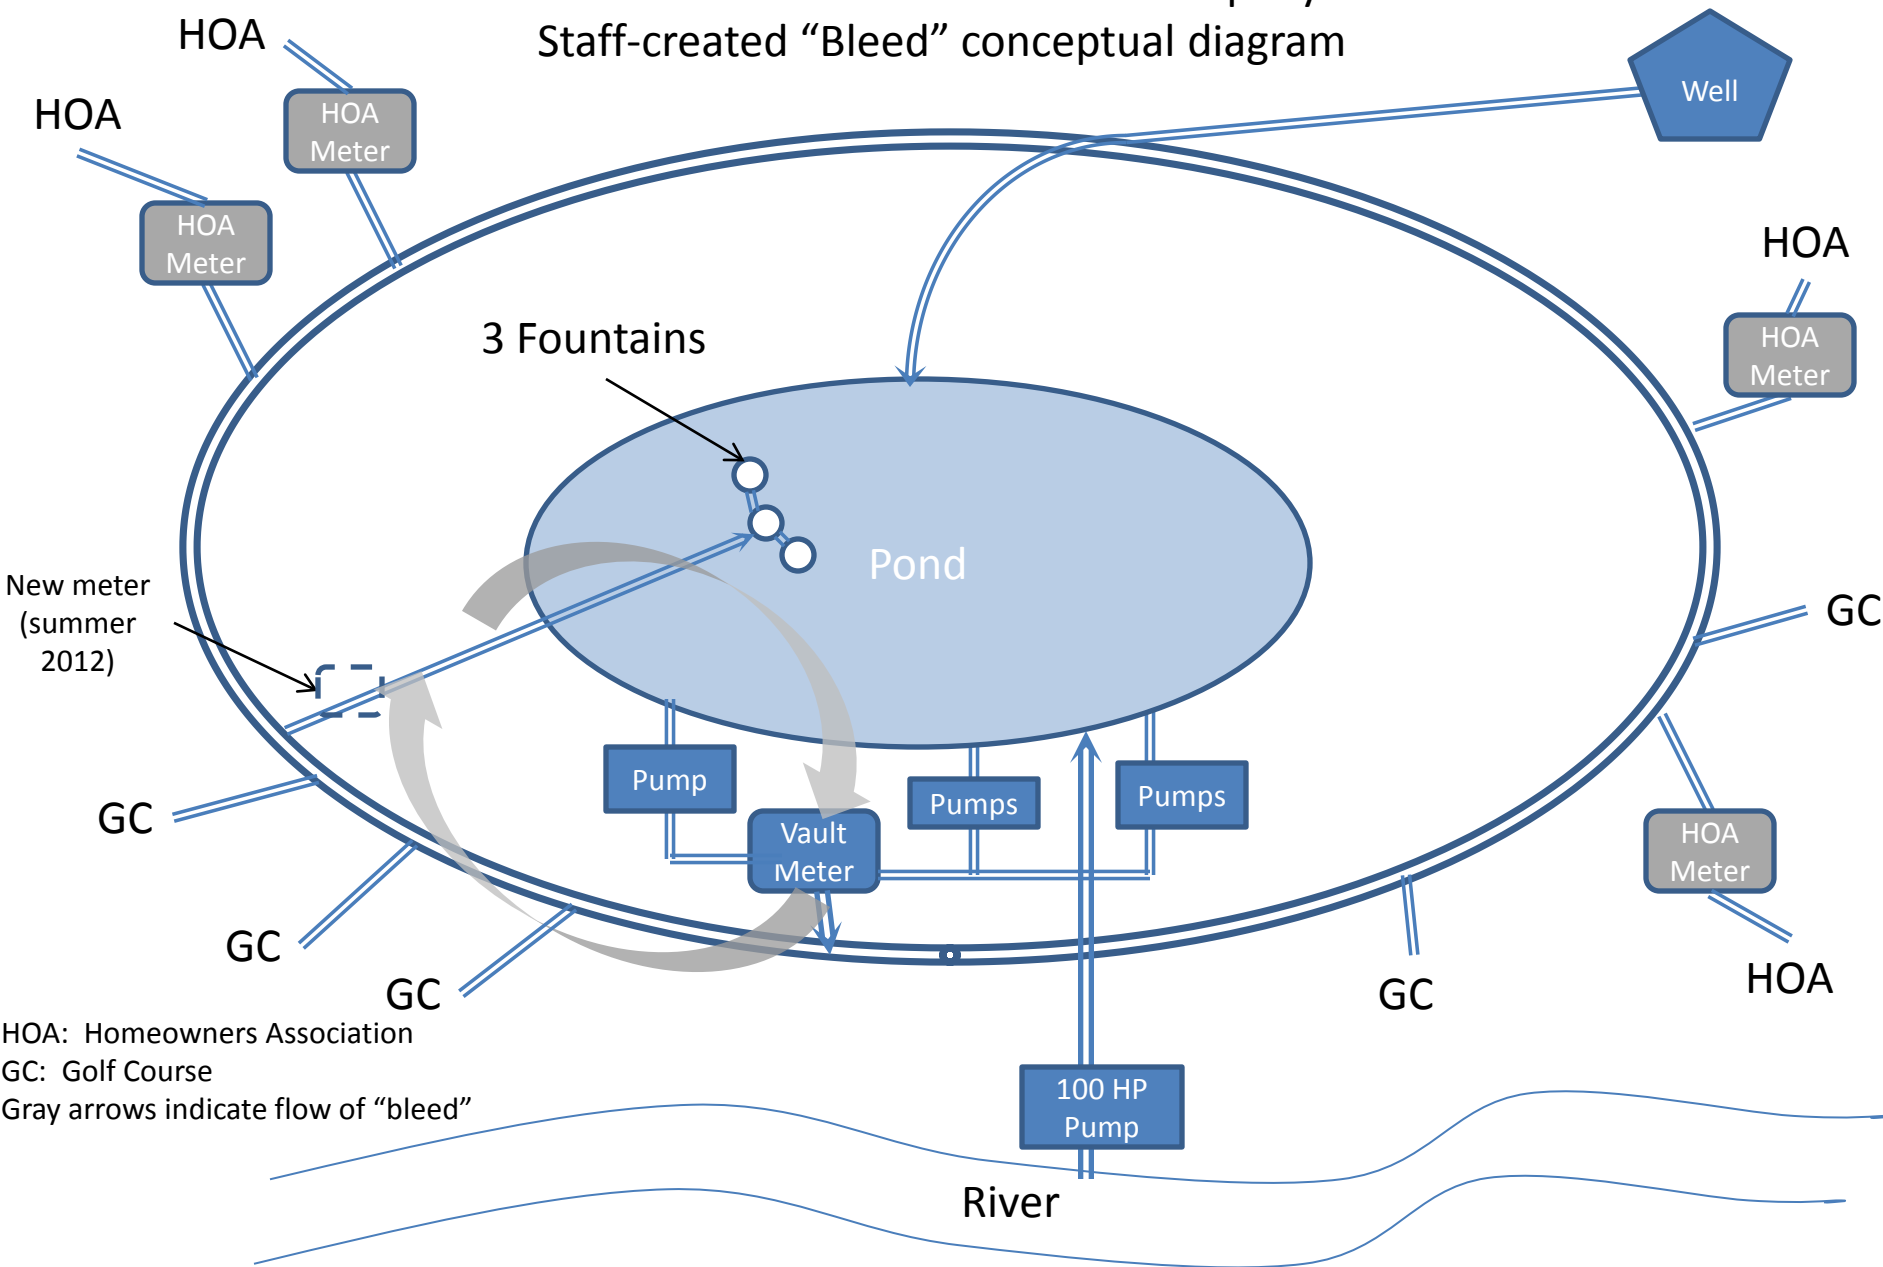 Staff-created “Bleed” conceptual diagram
HOA
HOA
Meter
HOA
HOA
Meter
Well
HOA
HOA
Meter
3 Fountains
Pond
New meter
(summer
2012)
GC
Pump
Vault
Meter
Pumps
Pumps
GC
GC
GC
GC
HOA
Meter
HOA
HOA: Homeowners Association
GC: Golf Course
Gray arrows indicate flow of “bleed”
100 HP
Pump
River